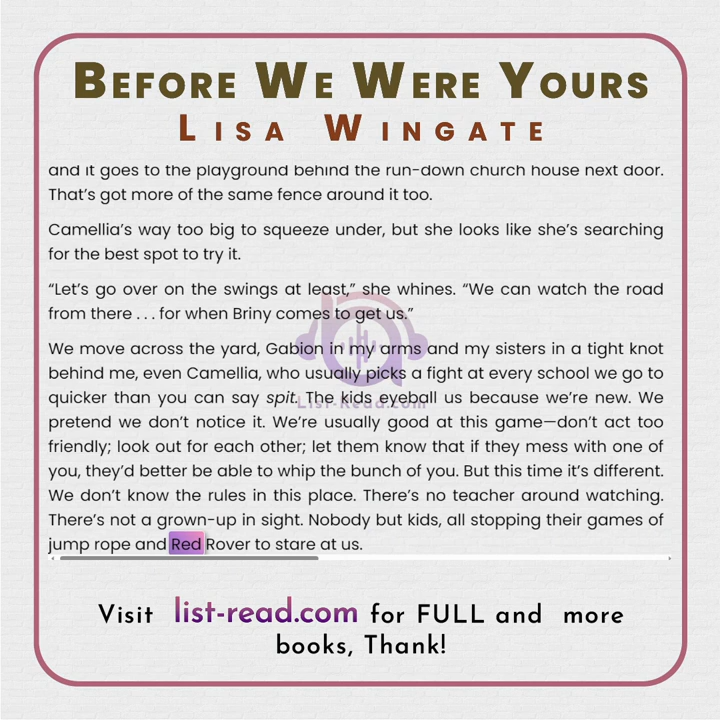 BEFORE WE WERE YOURS
LISA WINGATE
and it goes to the playground behind the run-down church house next door.
That's got more of the same fence around it too.
Camellia's way too big to squeeze under, but she looks like she's searching
for the best spot to try it.
“Let's go over on the swings at least,” she whines. “We can watch the road
from there . . . for when Briny comes to get us.”
We move across the yard, Gabion in my arms and my sisters in a tight knot
behind me, even Camellia, who usually picks a fight at every school we go to
quicker than you can say spit. The kids eyeball us because we're new. We
pretend we don't notice it. We're usually good at this game—don't act too
friendly; look out for each other; let them know that if they mess with one of
you, they'd better be able to whip the bunch of you. But this time it's different.
We don't know the rules in this place. There's no teacher around watching.
There's not a grown-up in sight. Nobody but kids, all stopping their games of
jump rope and Red Rover to stare at us.
List-Read.com
Visit list-read.com for FULL and more
books, Thank!